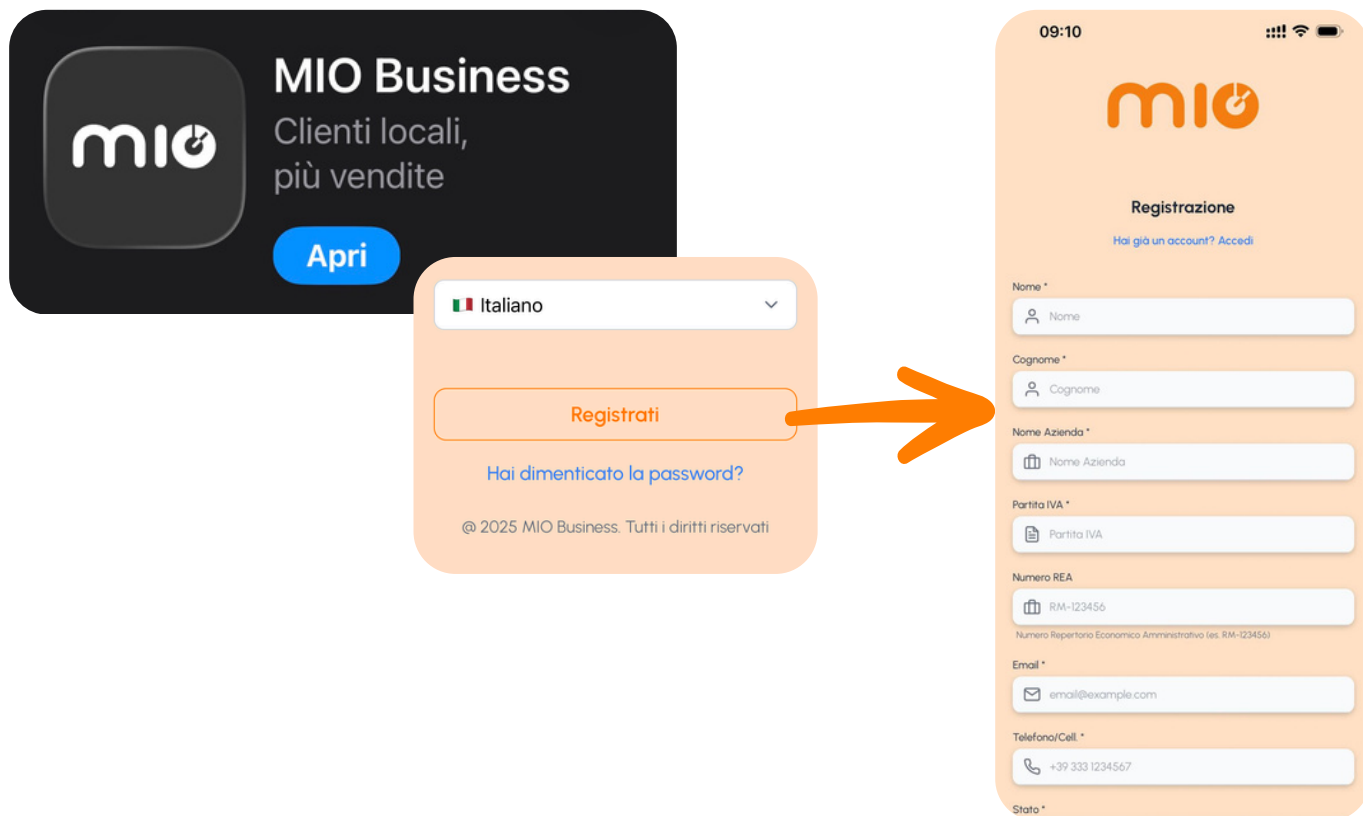 mio
MIO Business
Clienti locali,
più vendite
Apri
🇮🇹 Italiano
Registrati
Hai dimenticato la password?
@ 2025 MIO Business. Tutti i diritti riservati
09:10
mio
Registrazione
Hai già un account? Accedi
Nome *
Nome
Cognome *
Cognome
Nome Azienda *
Nome Azienda
Partita IVA *
Partita IVA
Numero REA
RM-123456
Numero Repertorio Economico Amministrativo (es. RM-123456)
Email *
email@example.com
Telefono/Cell. *
+39 333 1234567
Stato *